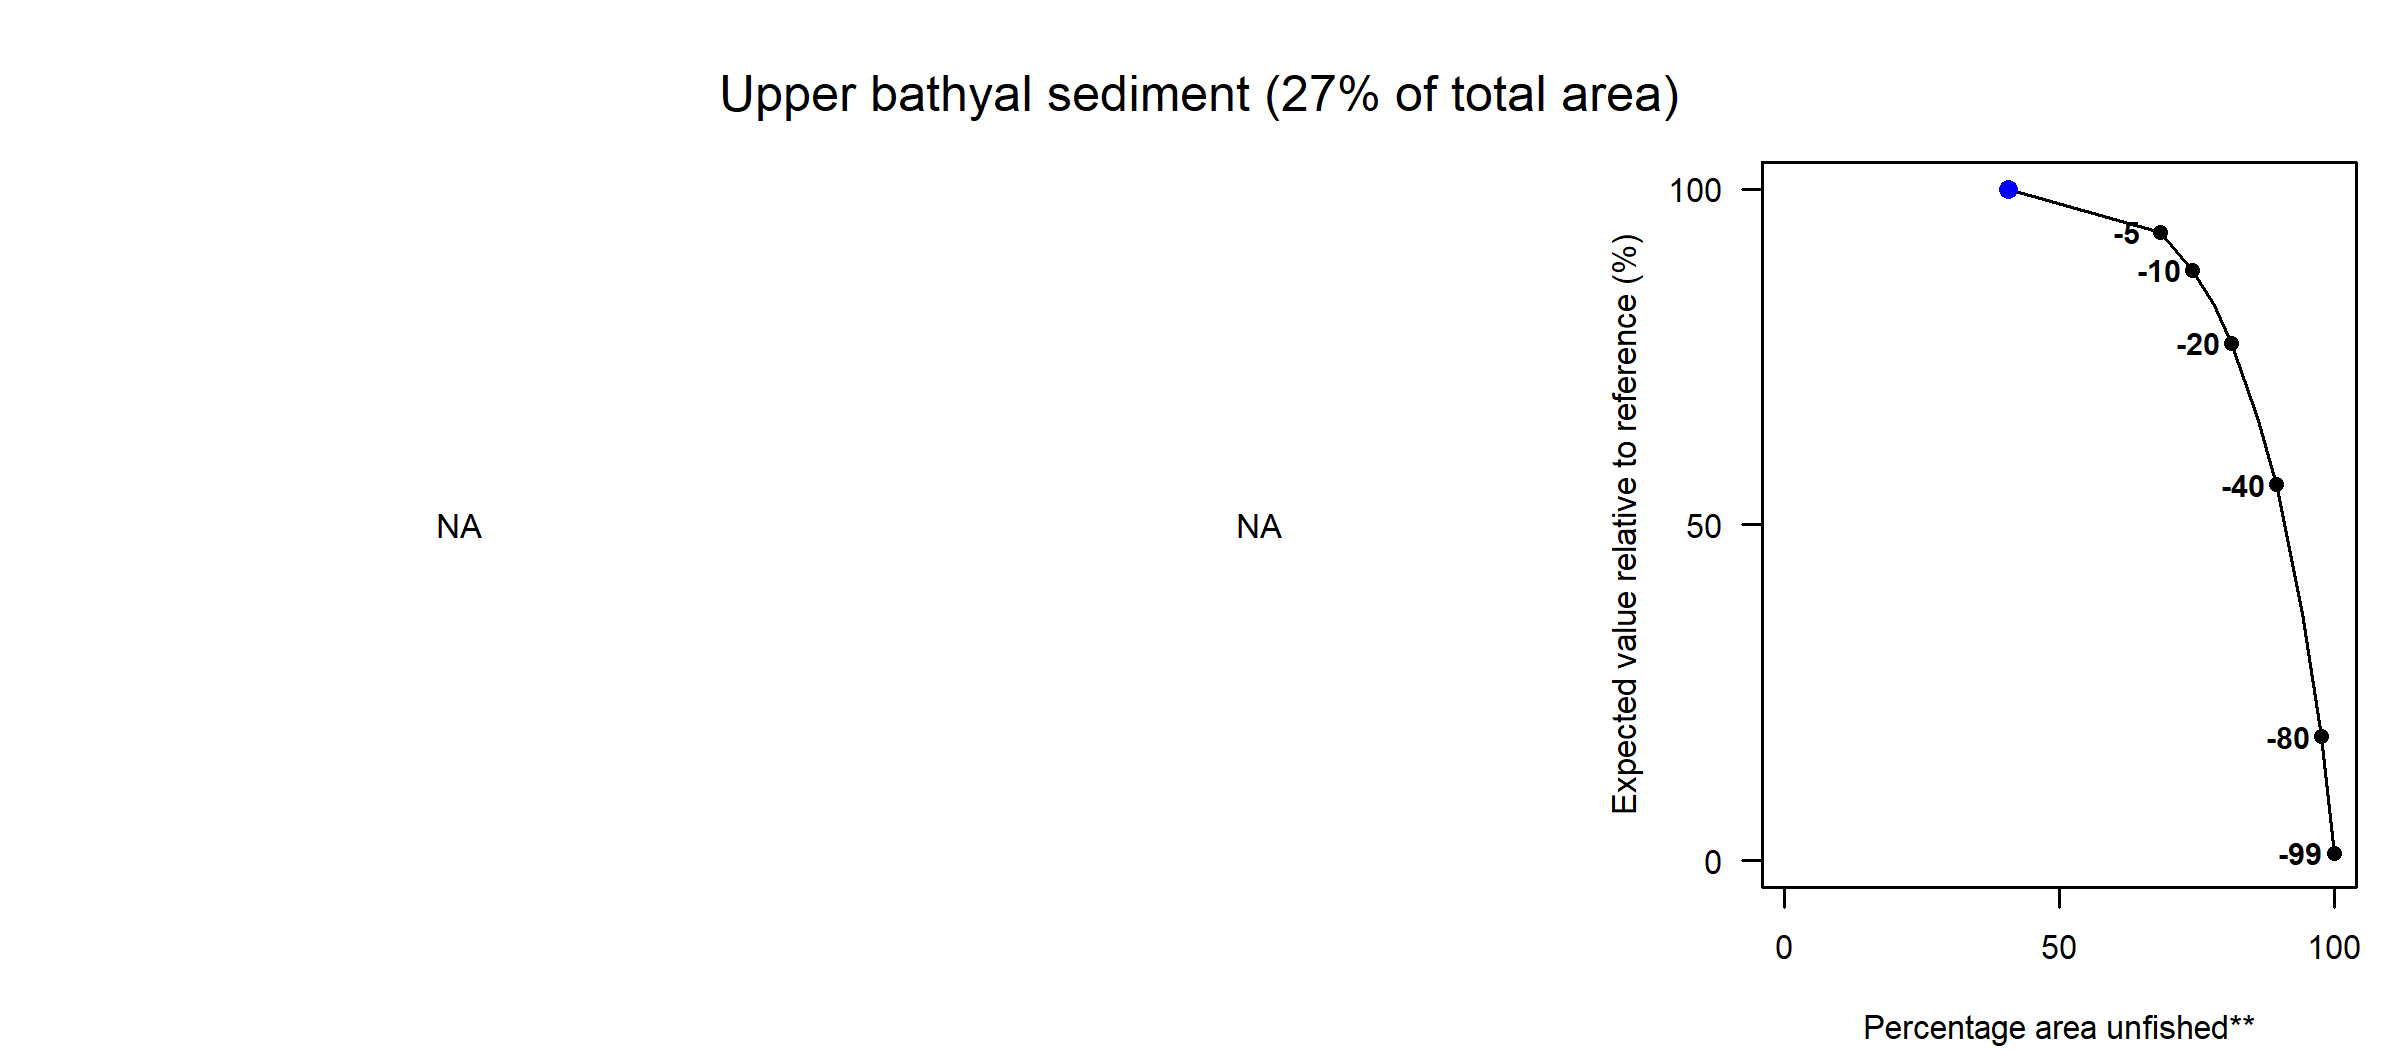 Upper bathyal sediment (27% of total area)
NA
NA
Expected value relative to reference (%)
100
50
0
-5
-10
-20
-40
-80
-99
0 50 100
Percentage area unfished**